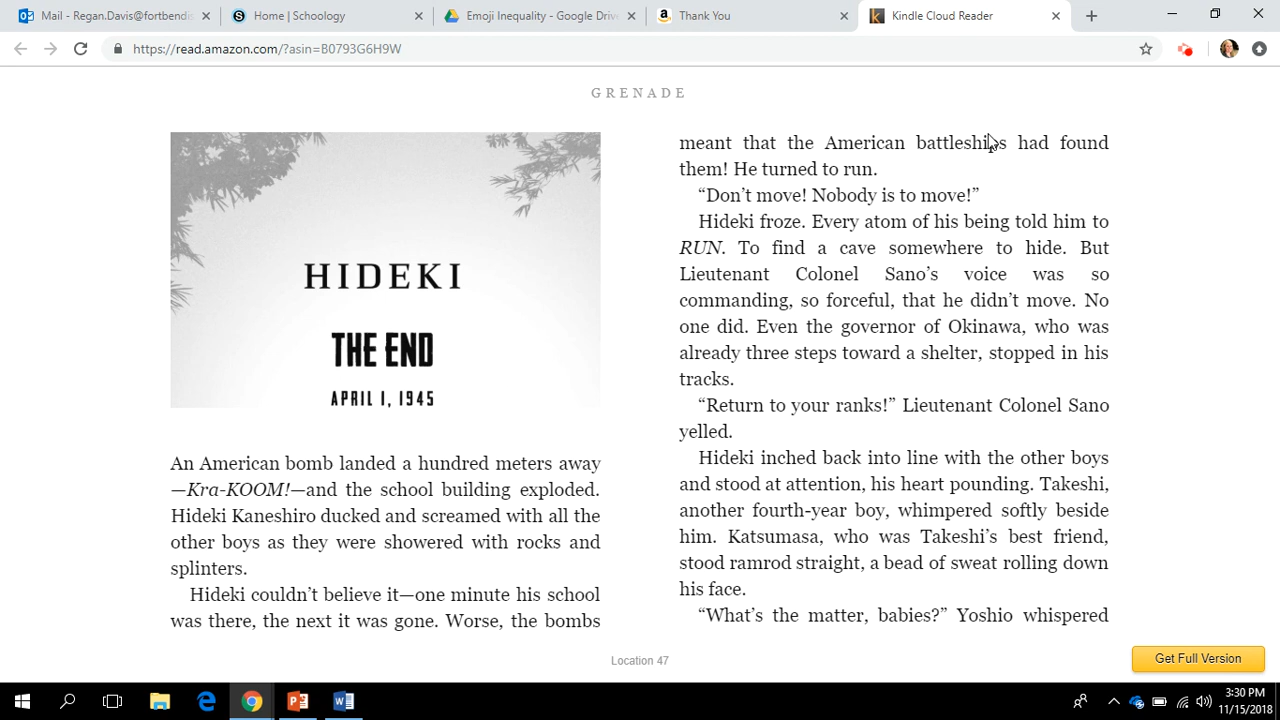 Mail - Regan.Davis@fortbendis
Home | Schoology
Emoji Inequality - Google Drive
Thank You
Kindle Cloud Reader
https://read.amazon.com/?asin=B0793G6H9W
GRENADE
HIDEKI
THE END
APRIL 1, 1945
An American bomb landed a hundred meters away
—Kra-KOOM!—and the school building exploded.
Hideki Kaneshiro ducked and screamed with all the
other boys as they were showered with rocks and
splinters.
Hideki couldn't believe it—one minute his school
was there, the next it was gone. Worse, the bombs
meant that the American battleships had found
them! He turned to run.
“Don't move! Nobody is to move!”
Hideki froze. Every atom of his being told him to
RUN. To find a cave somewhere to hide. But
Lieutenant Colonel Sano's voice was so
commanding, so forceful, that he didn't move. No
one did. Even the governor of Okinawa, who was
already three steps toward a shelter, stopped in his
tracks.
“Return to your ranks!” Lieutenant Colonel Sano
yelled.
Hideki inched back into line with the other boys
and stood at attention, his heart pounding. Takeshi,
another fourth-year boy, whimpered softly beside
him. Katsumasa, who was Takeshi's best friend,
stood ramrod straight, a bead of sweat rolling down
his face.
“What's the matter, babies?” Yoshio whispered
Location 47
Get Full Version
3:30 PM
11/15/2018